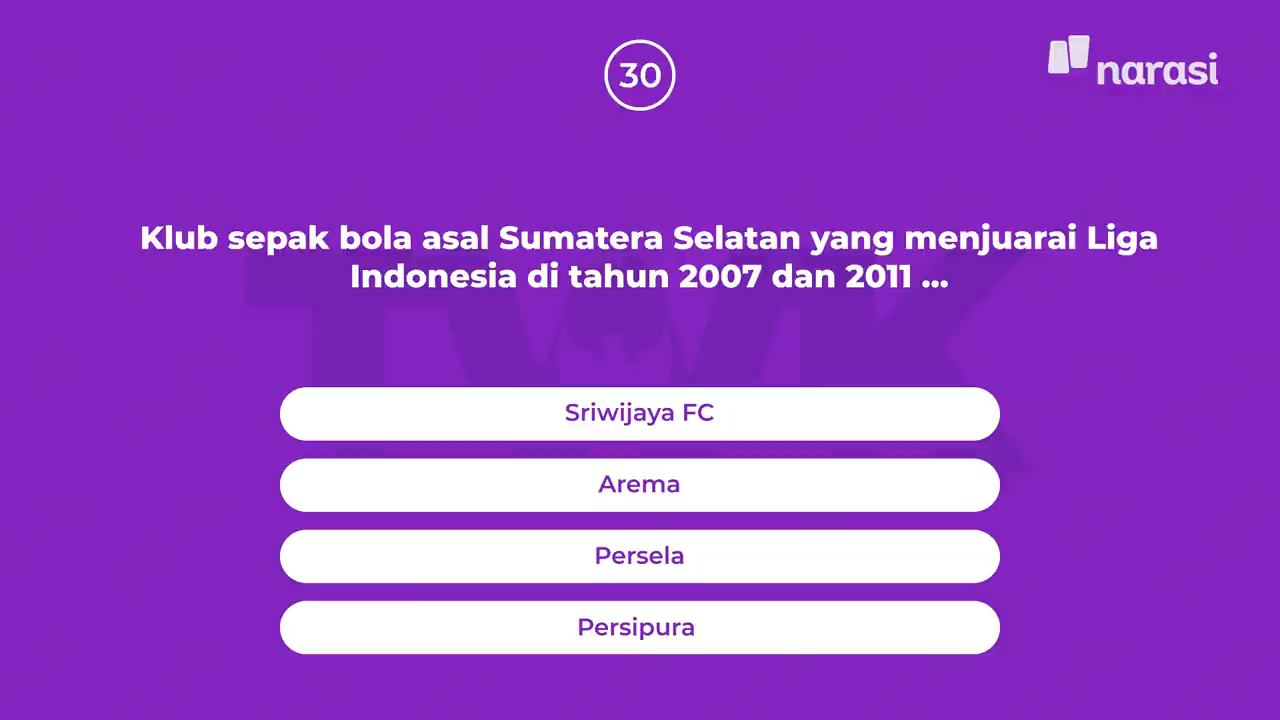 30
narasi
Klub sepak bola asal Sumatera Selatan yang menjuarai Liga
Indonesia di tahun 2007 dan 2011 ...
TWK
Sriwijaya FC
Arema
Persela
Persipura